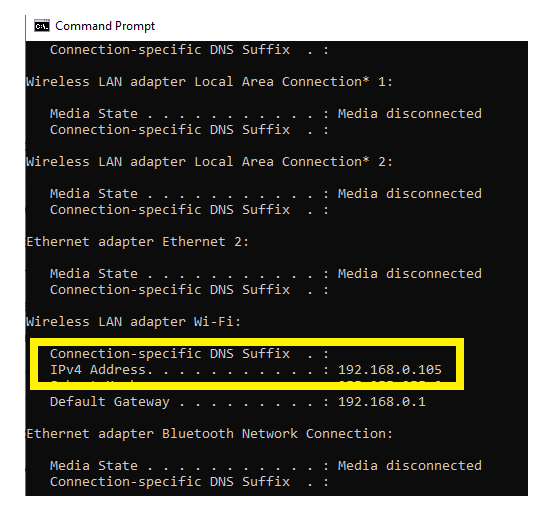 Command Prompt
Connection-specific DNS Suffix  . :
Wireless LAN adapter Local Area Connection* 1:
Media State . . . . . . . . . . . : Media disconnected
Connection-specific DNS Suffix  . :
Wireless LAN adapter Local Area Connection* 2:
Media State . . . . . . . . . . . : Media disconnected
Connection-specific DNS Suffix  . :
Ethernet adapter Ethernet 2:
Media State . . . . . . . . . . . : Media disconnected
Connection-specific DNS Suffix  . :
Wireless LAN adapter Wi-Fi:
Connection-specific DNS Suffix  . :
IPv4 Address. . . . . . . . . . . : 192.168.0.105
Default Gateway . . . . . . . . . : 192.168.0.1
Ethernet adapter Bluetooth Network Connection:
Media State . . . . . . . . . . . : Media disconnected
Connection-specific DNS Suffix  . :